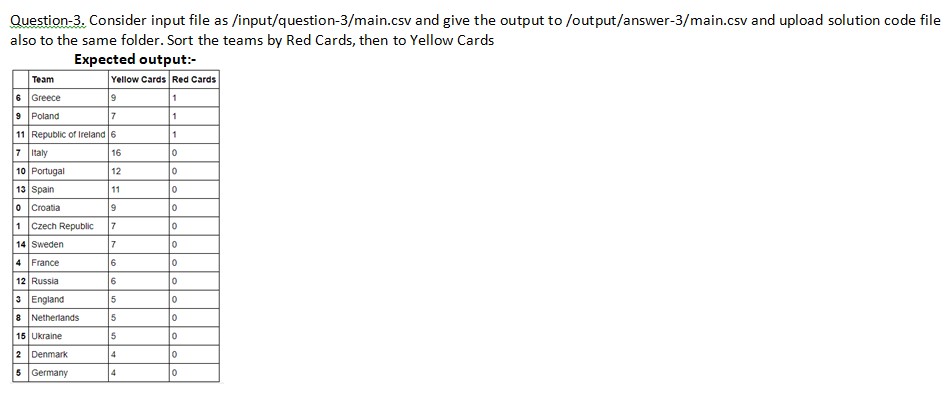 Question-3. Consider input file as /input/question-3/main.csv and give the output to /output/answer-3/main.csv and upload solution code file
also to the same folder. Sort the teams by Red Cards, then to Yellow Cards
Expected output:-
Team Yellow Cards Red Cards
6 Greece 9 1
9 Poland 7 1
11 Republic of Ireland 6 1
7 Italy 16 0
10 Portugal 12 0
13 Spain 11 0
0 Croatia 9 0
1 Czech Republic 7 0
14 Sweden 7 0
4 France 6 0
12 Russia 6 0
3 England 5 0
8 Netherlands 5 0
15 Ukraine 5 0
2 Denmark 4 0
5 Germany 4 0